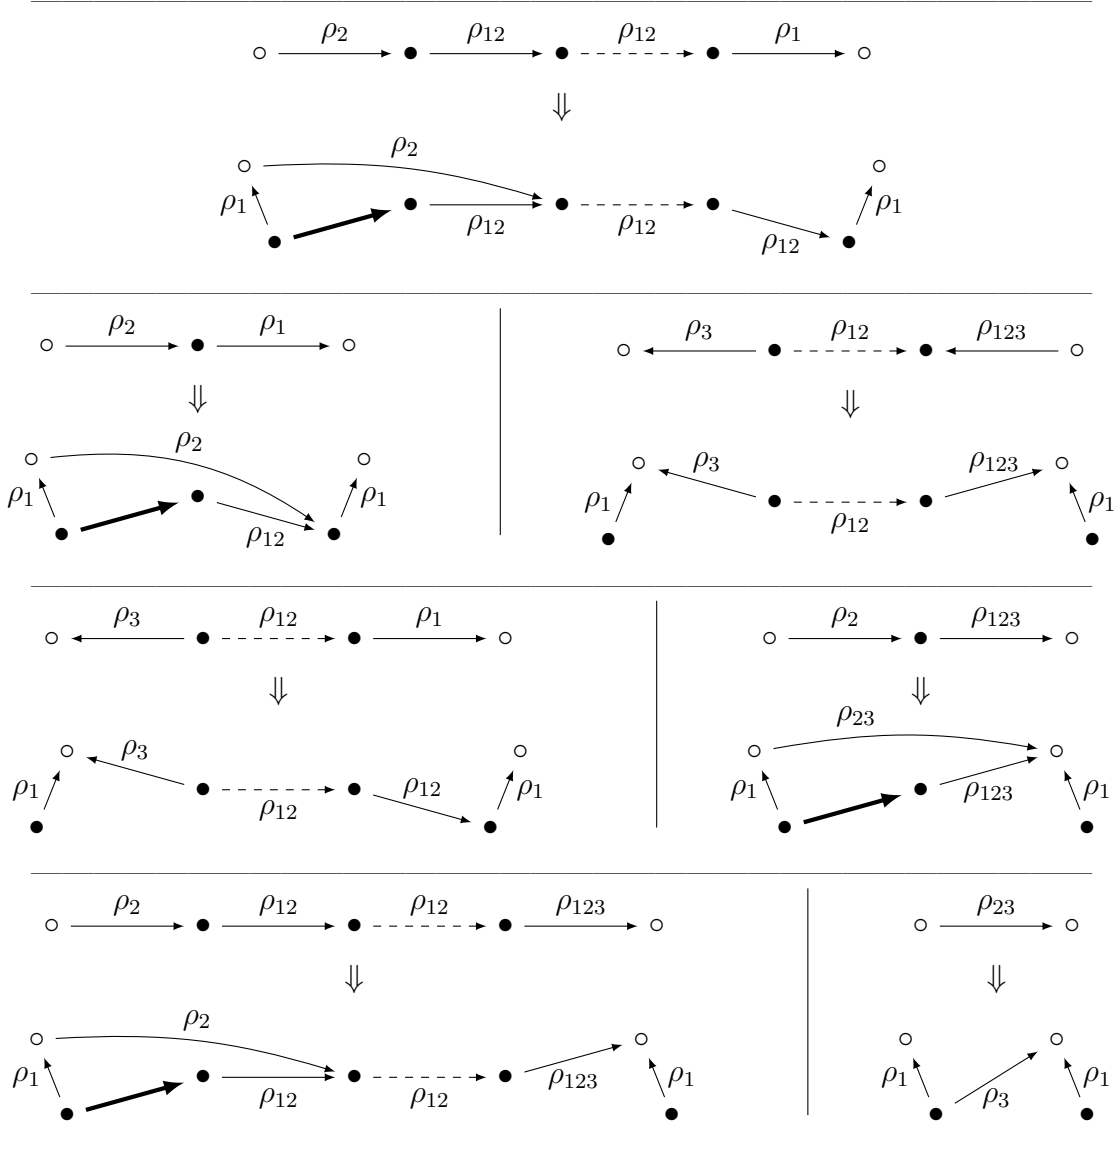 ρ₂ ρ₁₂ ρ₁₂ ρ₁
⇓
ρ₂
ρ₁ ρ₁₂ ρ₁₂ ρ₁₂ ρ₁
ρ₂ ρ₁
⇓
ρ₂
ρ₁ ρ₁₂ ρ₁
ρ₃ ρ₁₂ ρ₁₂₃
⇓
ρ₃ ρ₁₂₃
ρ₁ ρ₁₂ ρ₁
ρ₃ ρ₁₂ ρ₁
⇓
ρ₃
ρ₁ ρ₁₂ ρ₁₂ ρ₁
ρ₂ ρ₁₂₃
⇓
ρ₂₃
ρ₁ ρ₁₂₃ ρ₁
ρ₂ ρ₁₂ ρ₁₂ ρ₁₂₃
⇓
ρ₂
ρ₁ ρ₁₂ ρ₁₂ ρ₁₂₃ ρ₁
ρ₂₃
⇓
ρ₁ ρ₃ ρ₁